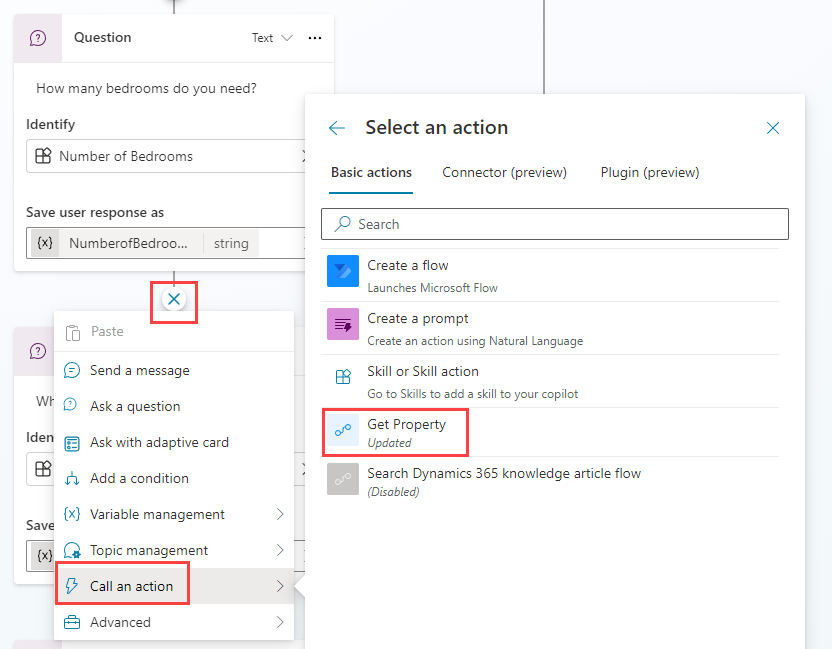 Question
Text
How many bedrooms do you need?
Identify
Number of Bedrooms
Save user response as
{x} NumberofBedroo... string
Paste
Send a message
Ask a question
Ask with adaptive card
Add a condition
{x} Variable management
Topic management
Call an action
Advanced
Wh
Iden
Save
{x}
Select an action
Basic actions
Connector (preview)
Plugin (preview)
Search
Create a flow
Launches Microsoft Flow
Create a prompt
Create an action using Natural Language
Skill or Skill action
Go to Skills to add a skill to your copilot
Get Property
Updated
Search Dynamics 365 knowledge article flow
(Disabled)